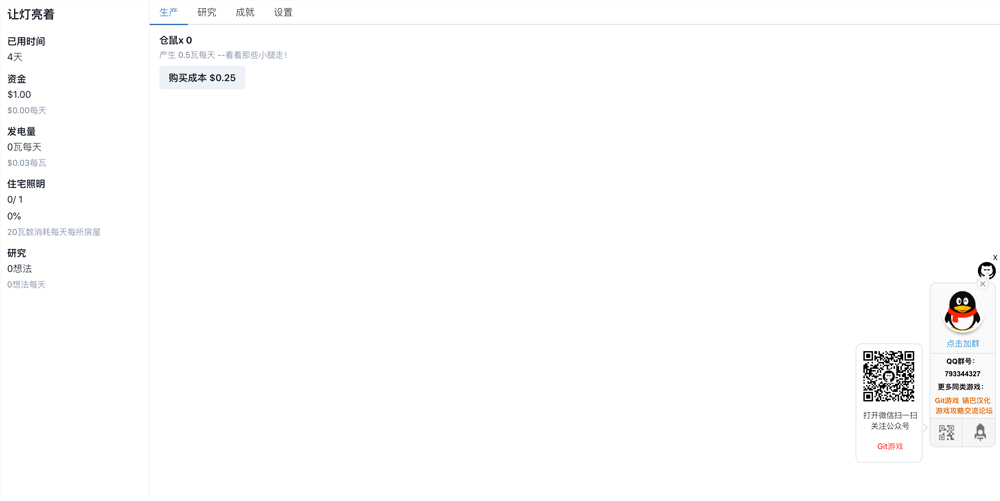 让灯亮着
已用时间
4天
资金
$1.00
$0.00每天
发电量
0瓦每天
$0.03每瓦
住宅照明
0/ 1
0%
20瓦数消耗每天每所房屋
研究
0想法
0想法每天
生产 研究 成就 设置
仓鼠x 0
产生 0.5瓦每天 --看着那些小腿走!
购买成本 $0.25
x
点击加群
QQ群号:
793344327
更多同类游戏:
Git游戏 锅巴汉化
游戏攻略交流论坛
打开微信扫一扫
关注公众号
Git游戏